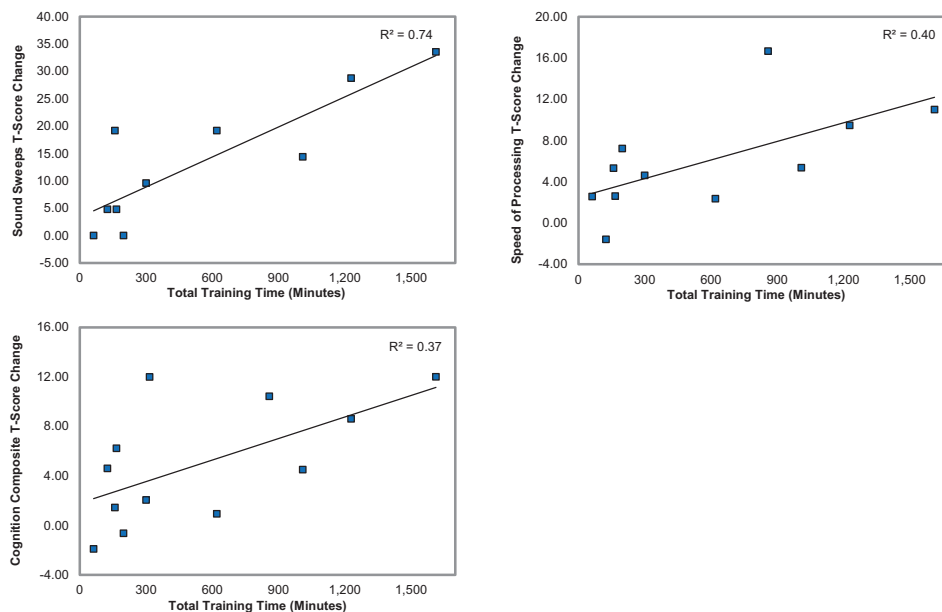 Sound Sweeps T-Score Change
40.00
35.00
30.00
25.00
20.00
15.00
10.00
5.00
0.00
-5.00
R² = 0.74
0 300 600 900 1,200 1,500
Total Training Time (Minutes)
Speed of Processing T-Score Change
20.00
16.00
12.00
8.00
4.00
0.00
-4.00
R² = 0.40
0 300 600 900 1,200 1,500
Total Training Time (Minutes)
Cognition Composite T-Score Change
16.00
12.00
8.00
4.00
0.00
-4.00
R² = 0.37
0 300 600 900 1,200 1,500
Total Training Time (Minutes)